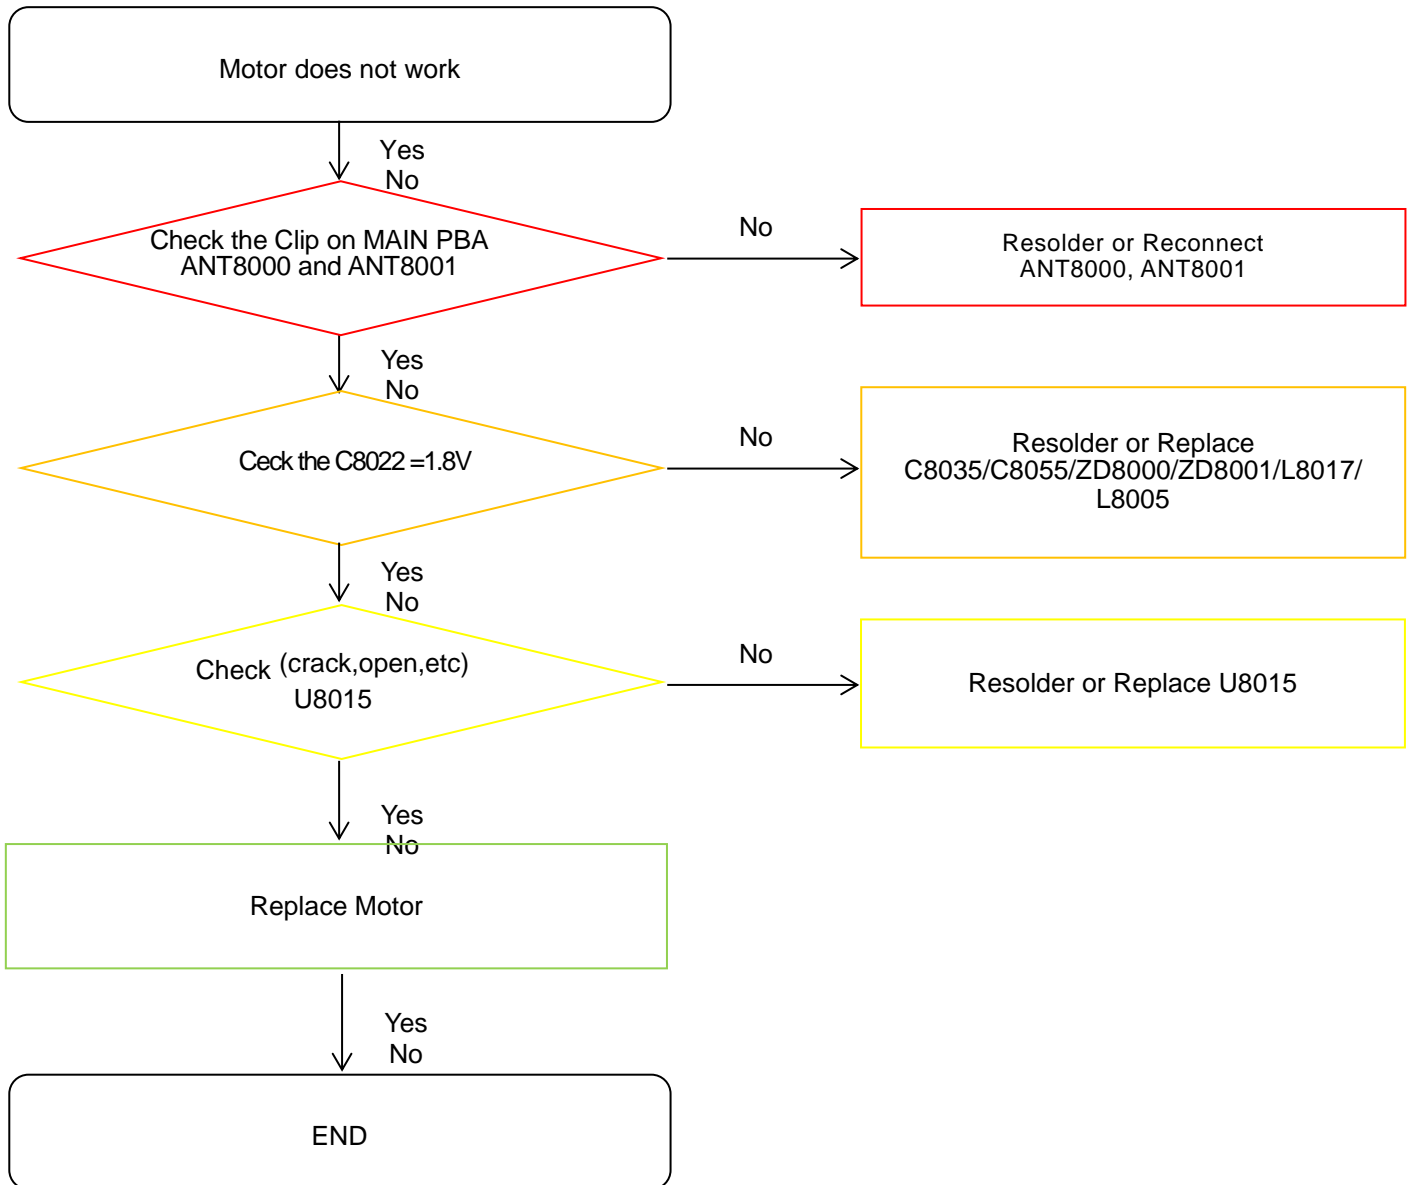 Motor does not work
Yes
No
Check the Clip on MAIN PBA
ANT8000 and ANT8001
No
Resolder or Reconnect
ANT8000, ANT8001
Yes
No
Ceck the C8022 =1.8V
No
Resolder or Replace
C8035/C8055/ZD8000/ZD8001/L8017/
L8005
Yes
No
Check (crack,open,etc)
U8015
No
Resolder or Replace U8015
Yes
No
Replace Motor
Yes
No
END